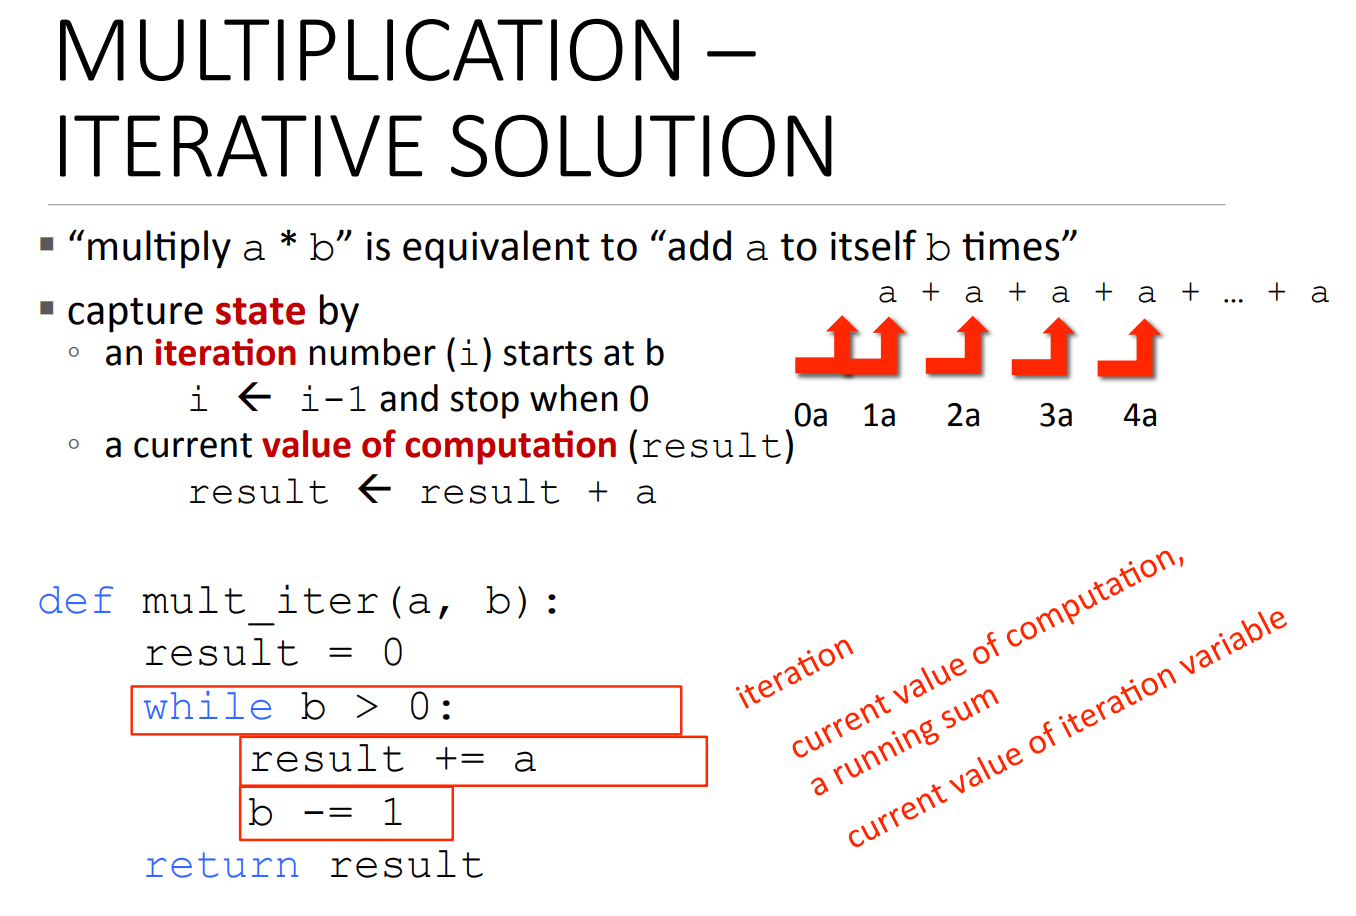 MULTIPLICATION –
ITERATIVE SOLUTION
▪ “multiply a * b” is equivalent to “add a to itself b times”
a + a + a + a + … + a
▪ capture state by
◦ an iteration number (i) starts at b
i ← i-1 and stop when 0
0a 1a 2a 3a 4a
◦ a current value of computation (result)
result ← result + a
def mult_iter(a, b):
result = 0
while b > 0:
result += a
b -= 1
return result
iteration
current value of computation,
a running sum
current value of iteration variable